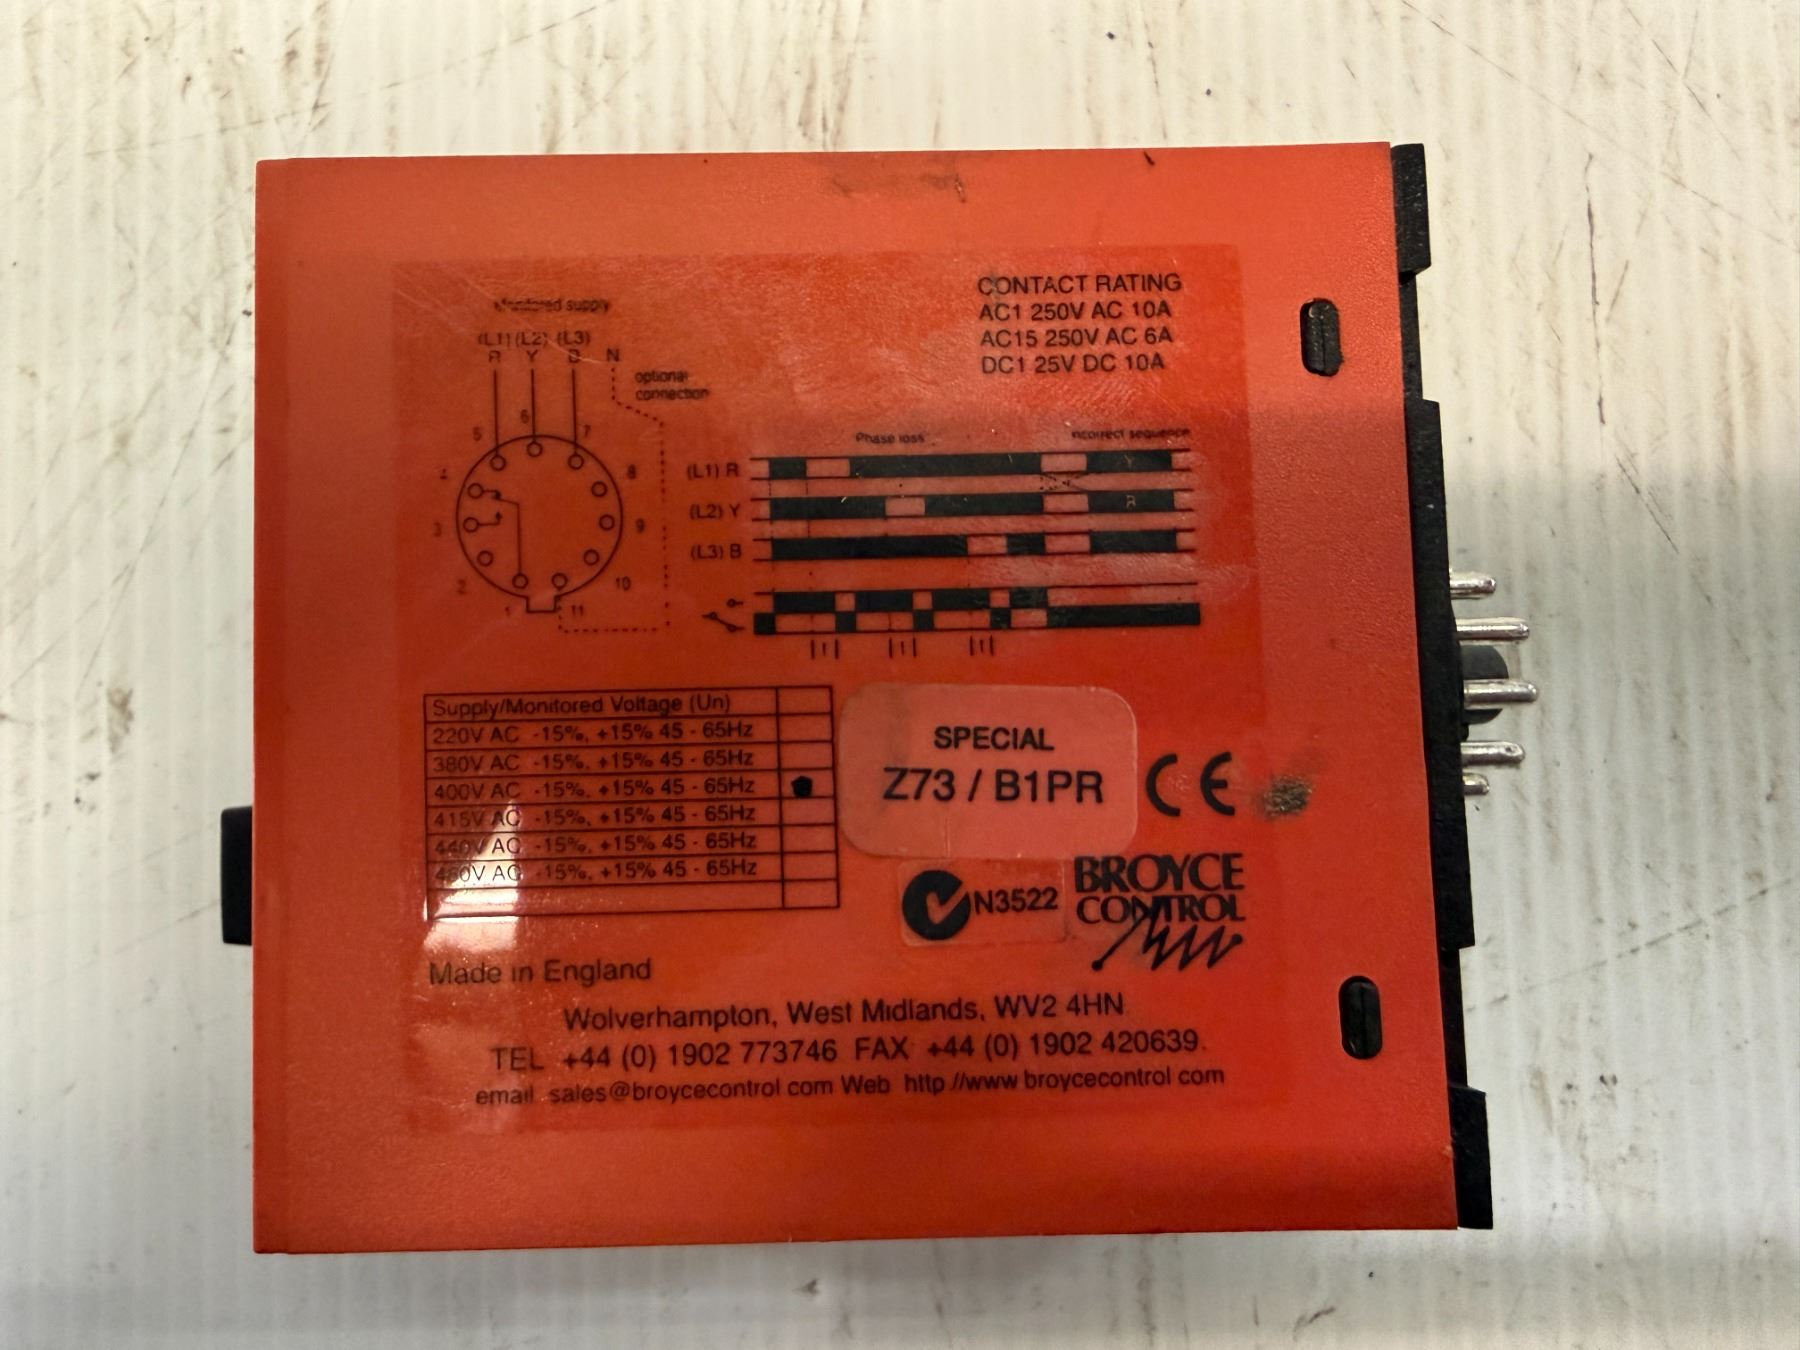 Monitored supply
(L1) (L2) (L3)
R Y B N
optional
connection
5 6 7
4 8
3 9
2 10
1 11
CONTACT RATING
AC1 250V AC 10A
AC15 250V AC 6A
DC1 25V DC 10A
Phase loss incorrect sequence
(L1) R Y
(L2) Y R
(L3) B
t t t
Supply/Monitored Voltage (Un)
220V AC -15%, +15% 45 - 65Hz
380V AC -15%, +15% 45 - 65Hz
400V AC -15%, +15% 45 - 65Hz
415V AC -15%, +15% 45 - 65Hz
440V AC -15%, +15% 45 - 65Hz
460V AC -15%, +15% 45 - 65Hz
SPECIAL
Z73 / B1PR
CE
N3522
BROYCE
CONTROL
Made in England
Wolverhampton, West Midlands, WV2 4HN
TEL +44 (0) 1902 773746 FAX +44 (0) 1902 420639.
email sales@broycecontrol com Web http //www broycecontrol com